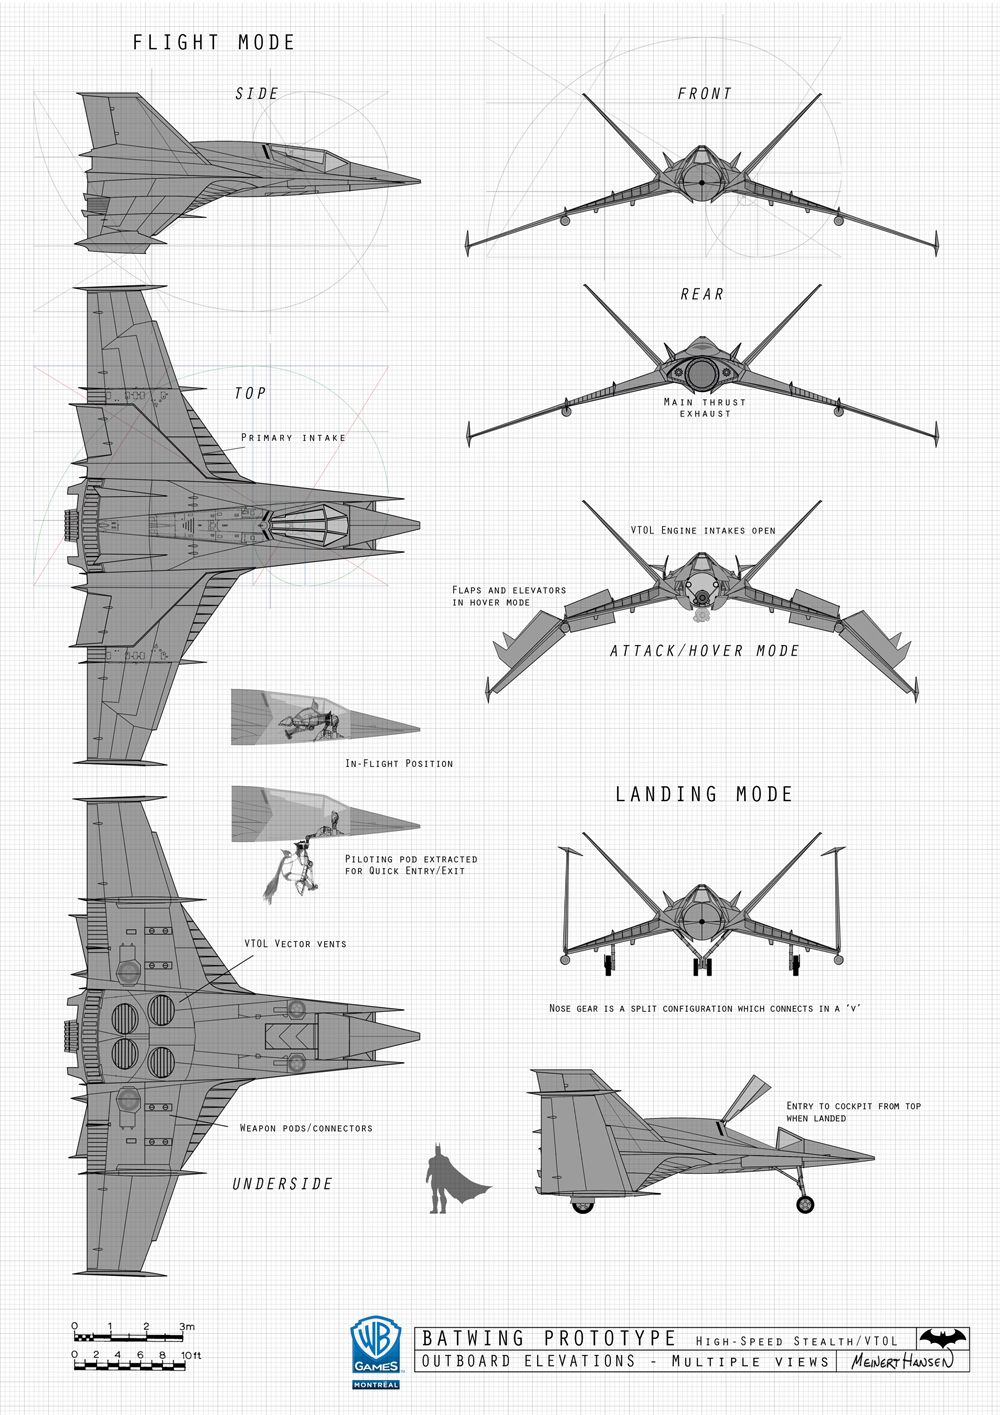 FLIGHT MODE
SIDE
FRONT
REAR
MAIN THRUST
EXHAUST
TOP
PRIMARY INTAKE
VTOL ENGINE INTAKES OPEN
FLAPS AND ELEVATORS
IN HOVER MODE
ATTACK/HOVER MODE
IN-FLIGHT POSITION
PILOTING POD EXTRACTED
FOR QUICK ENTRY/EXIT
LANDING MODE
VTOL VECTOR VENTS
NOSE GEAR IS A SPLIT CONFIGURATION WHICH CONNECTS IN A 'V'
WEAPON PODS/CONNECTORS
UNDERSIDE
ENTRY TO COCKPIT FROM TOP
WHEN LANDED
0 1 2 3m
0 2 4 6 8 10ft
WB
GAMES
MONTRÉAL
BATWING PROTOTYPE HIGH-SPEED STEALTH/VTOL
OUTBOARD ELEVATIONS - MULTIPLE VIEWS
MEINERT HANSEN